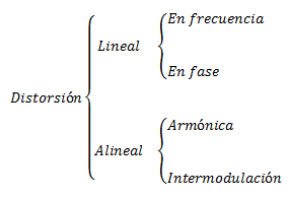 En frecuencia
Lineal
En fase
Distorsión
Armónica
Alineal
Intermodulación